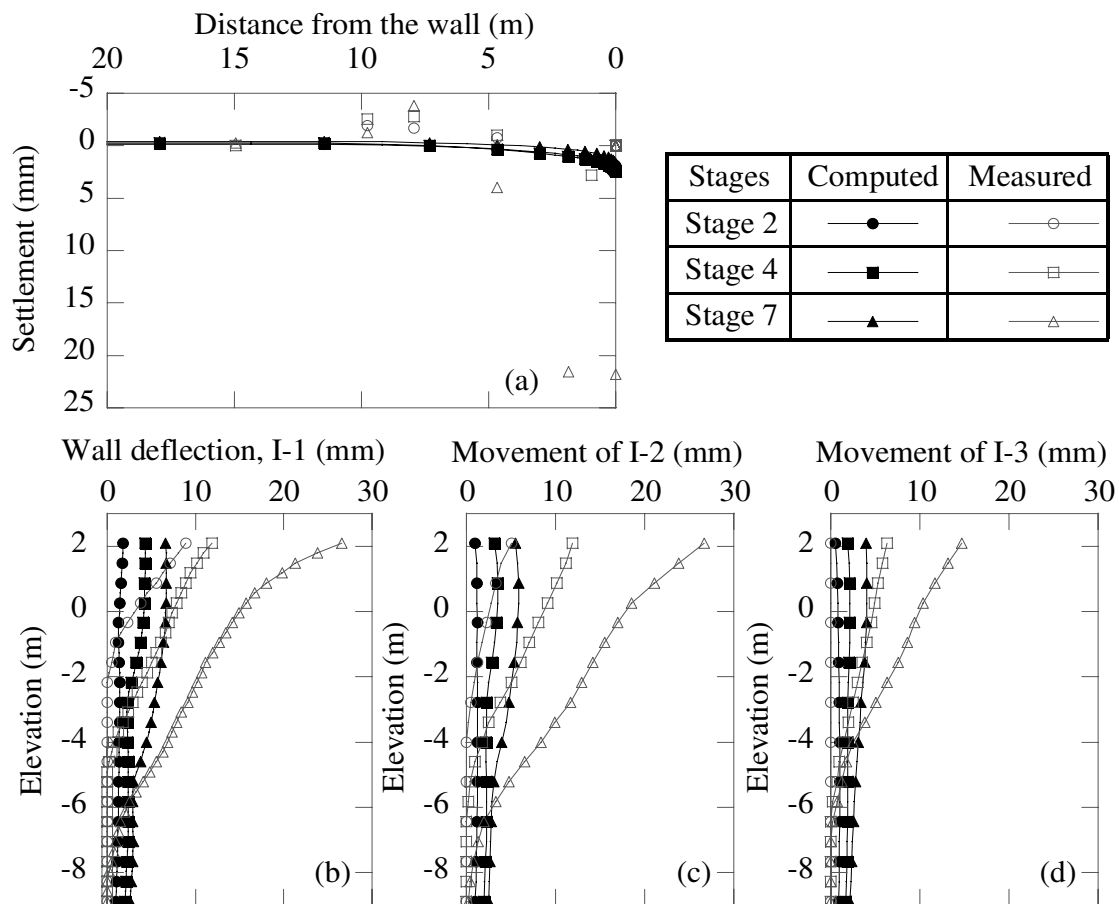 Distance from the wall (m)
20 15 10 5 0
-5
0
5
10
15
20
25
Settlement (mm)
(a)
Stages Computed Measured
Stage 2
Stage 4
Stage 7
Wall deflection, I-1 (mm)
0 10 20 30
2
0
-2
-4
-6
-8
Elevation (m)
(b)
Movement of I-2 (mm)
0 10 20 30
2
0
-2
-4
-6
-8
Elevation (m)
(c)
Movement of I-3 (mm)
0 10 20 30
2
0
-2
-4
-6
-8
Elevation (m)
(d)